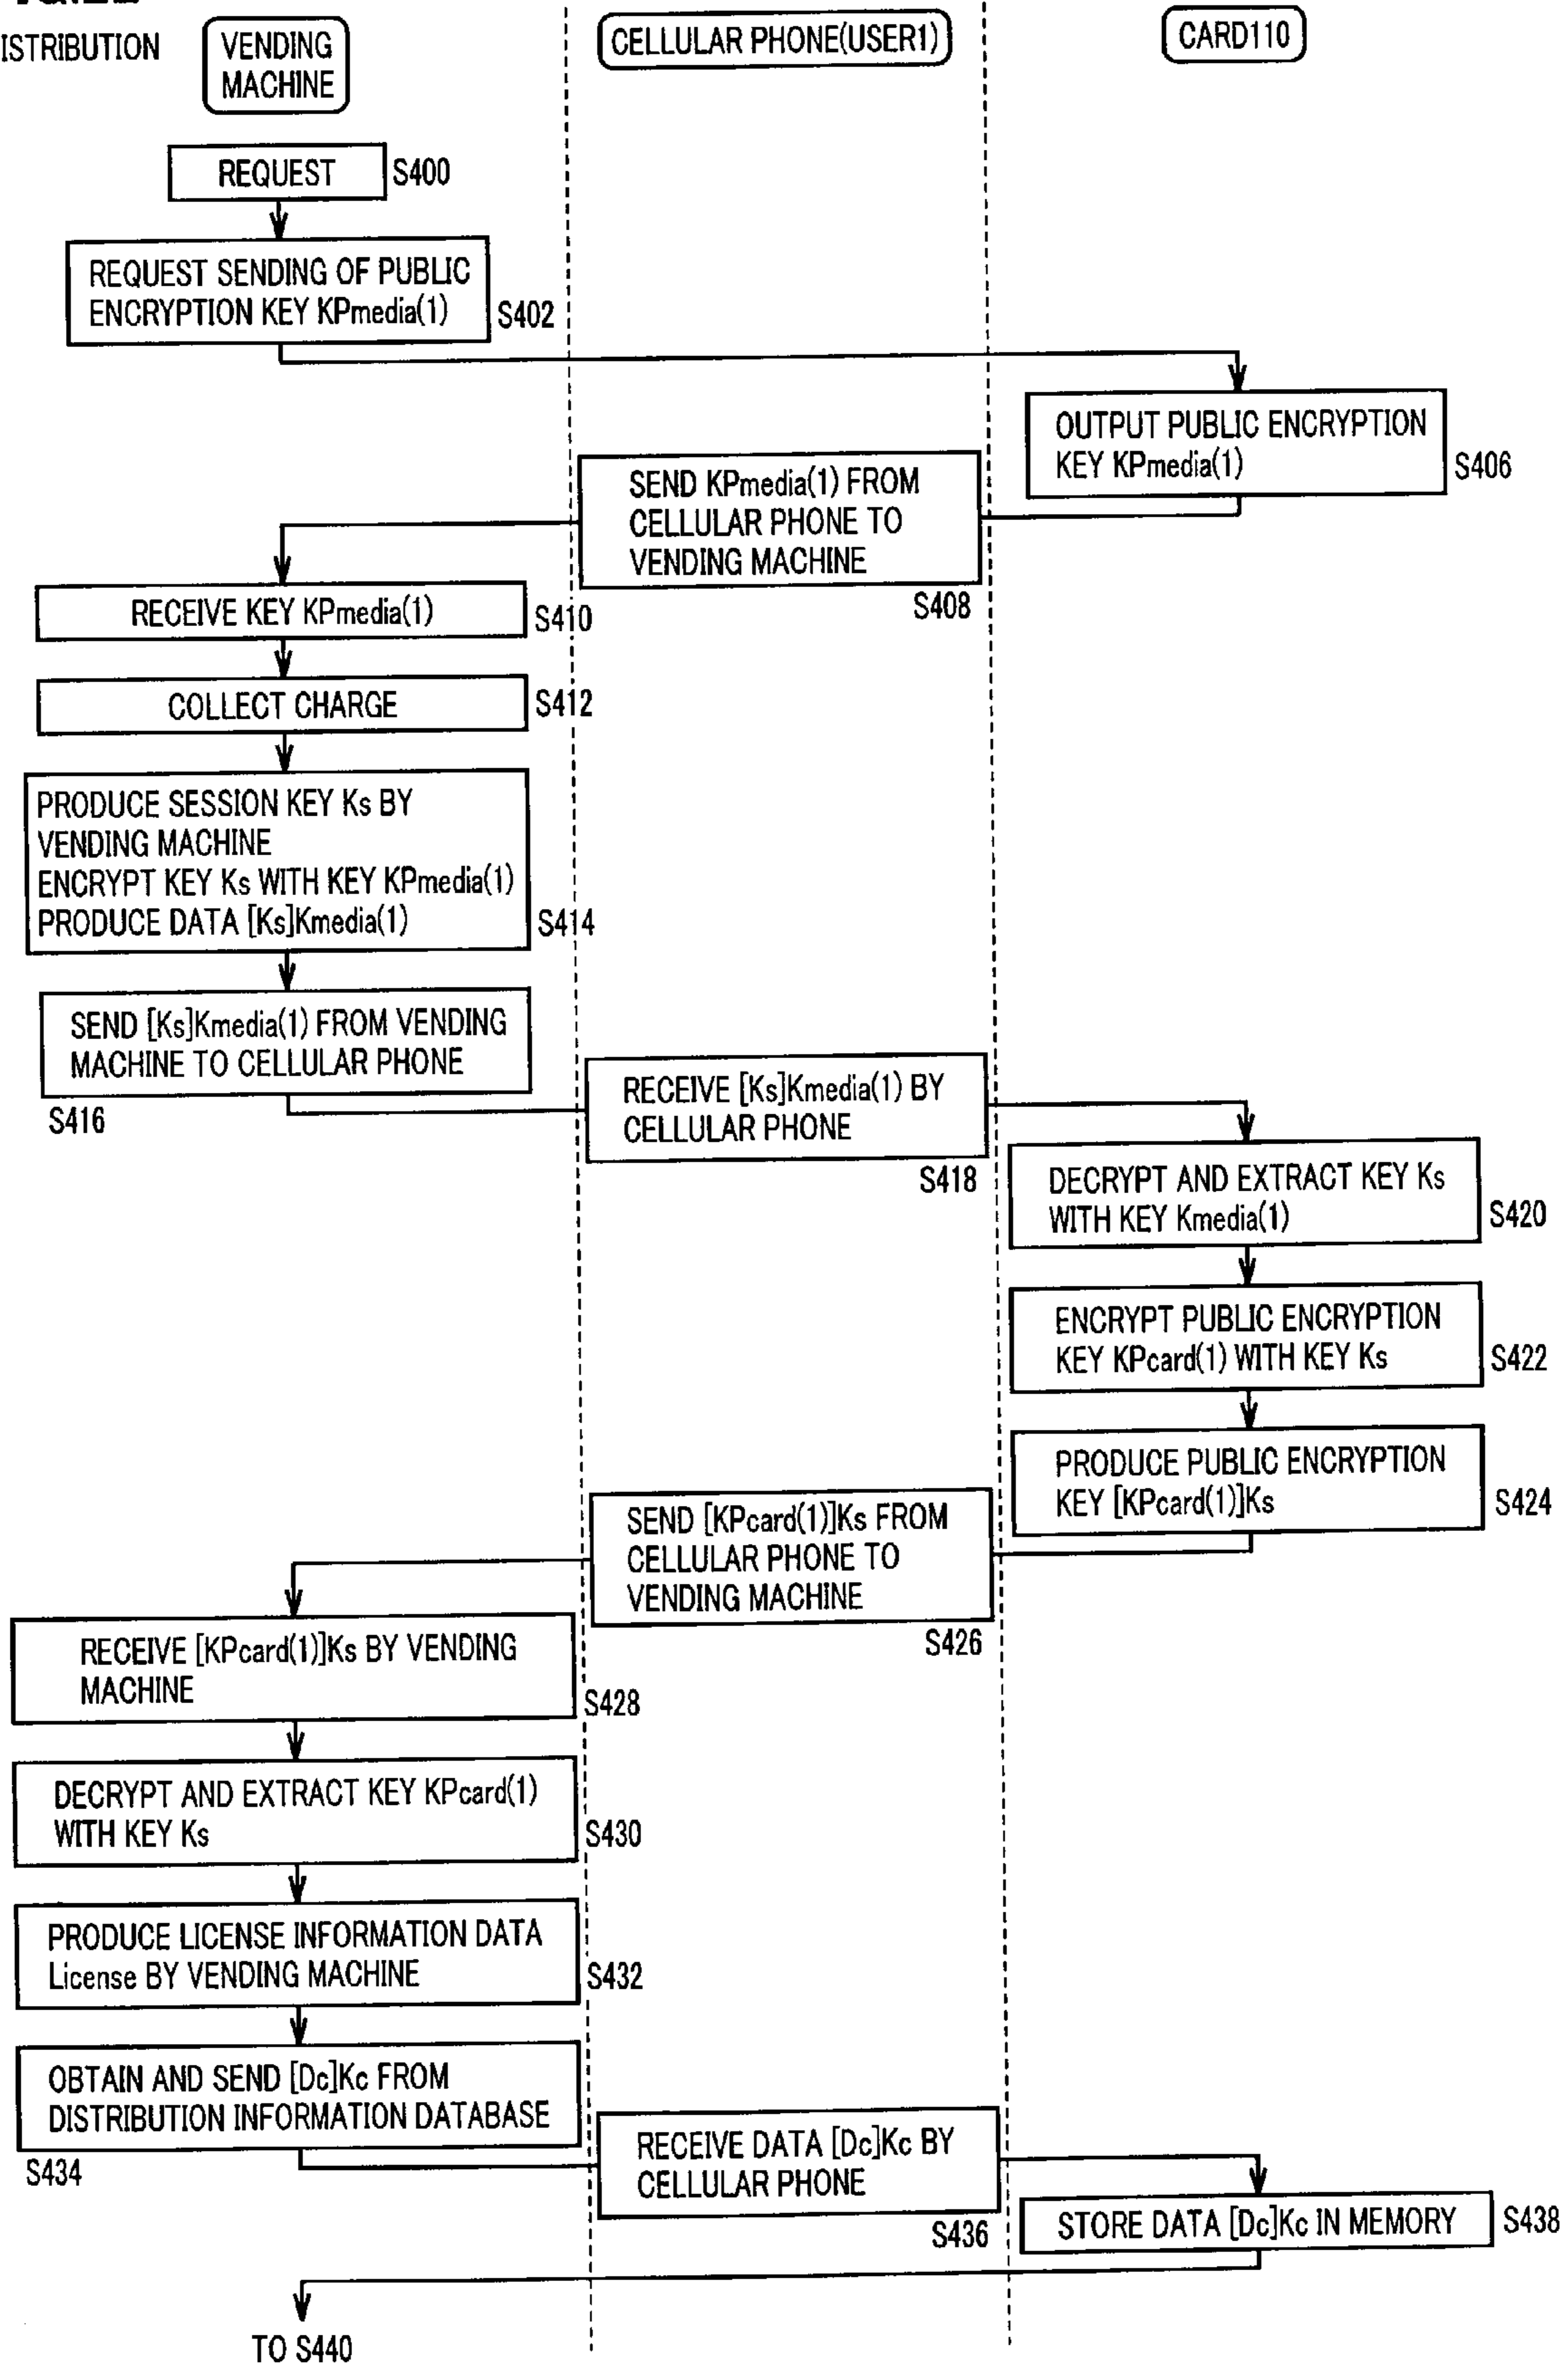 ISTRIBUTION
VENDING
MACHINE
CELLULAR PHONE(USER1)
CARD110
REQUEST
S400
REQUEST SENDING OF PUBLIC
ENCRYPTION KEY KPmedia(1)
S402
OUTPUT PUBLIC ENCRYPTION
KEY KPmedia(1)
S406
SEND KPmedia(1) FROM
CELLULAR PHONE TO
VENDING MACHINE
S408
RECEIVE KEY KPmedia(1)
S410
COLLECT CHARGE
S412
PRODUCE SESSION KEY Ks BY
VENDING MACHINE
ENCRYPT KEY Ks WITH KEY KPmedia(1)
PRODUCE DATA [Ks]Kmedia(1)
S414
SEND [Ks]Kmedia(1) FROM VENDING
MACHINE TO CELLULAR PHONE
S416
RECEIVE [Ks]Kmedia(1) BY
CELLULAR PHONE
S418
DECRYPT AND EXTRACT KEY Ks
WITH KEY Kmedia(1)
S420
ENCRYPT PUBLIC ENCRYPTION
KEY KPcard(1) WITH KEY Ks
S422
PRODUCE PUBLIC ENCRYPTION
KEY [KPcard(1)]Ks
S424
SEND [KPcard(1)]Ks FROM
CELLULAR PHONE TO
VENDING MACHINE
S426
RECEIVE [KPcard(1)]Ks BY VENDING
MACHINE
S428
DECRYPT AND EXTRACT KEY KPcard(1)
WITH KEY Ks
S430
PRODUCE LICENSE INFORMATION DATA
License BY VENDING MACHINE
S432
OBTAIN AND SEND [Dc]Kc FROM
DISTRIBUTION INFORMATION DATABASE
S434
RECEIVE DATA [Dc]Kc BY
CELLULAR PHONE
S436
STORE DATA [Dc]Kc IN MEMORY
S438
TO S440